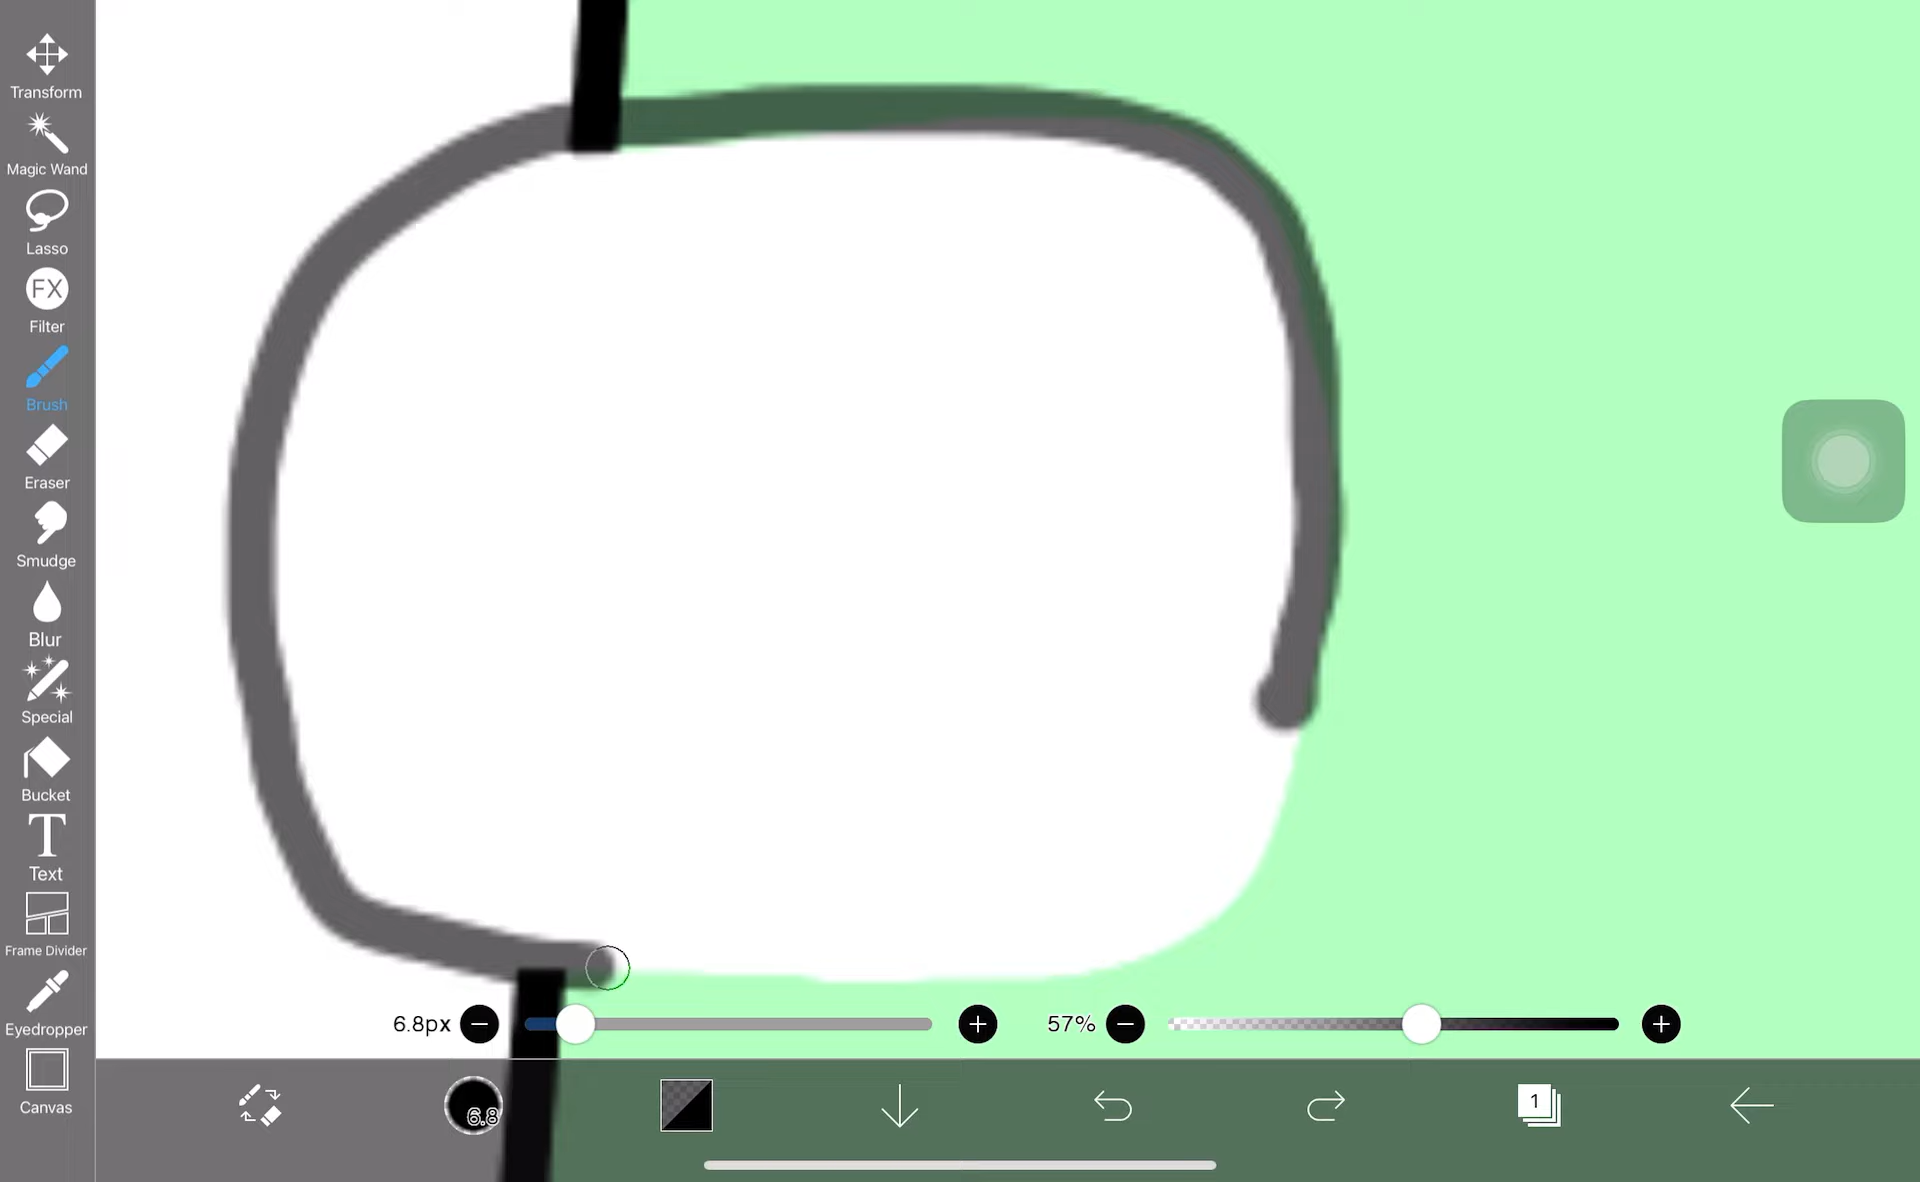 Transform
Magic Wand
Lasso
FX
Filter
Brush
Eraser
Smudge
Blur
Special
Bucket
T
Text
Frame Divider
Eyedropper
Canvas
6.8px
57%
6.8
1